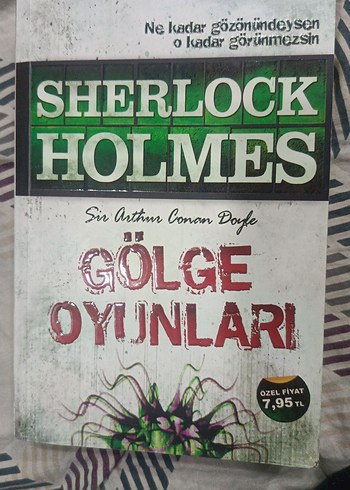 Ne kadar gözönündeysen
o kadar görünmezsin
SHERLOCK
HOLMES
Sir Arthur Conan Doyle
GÖLGE
OYUNLARI
ÖZEL FİYAT
7,95 TL